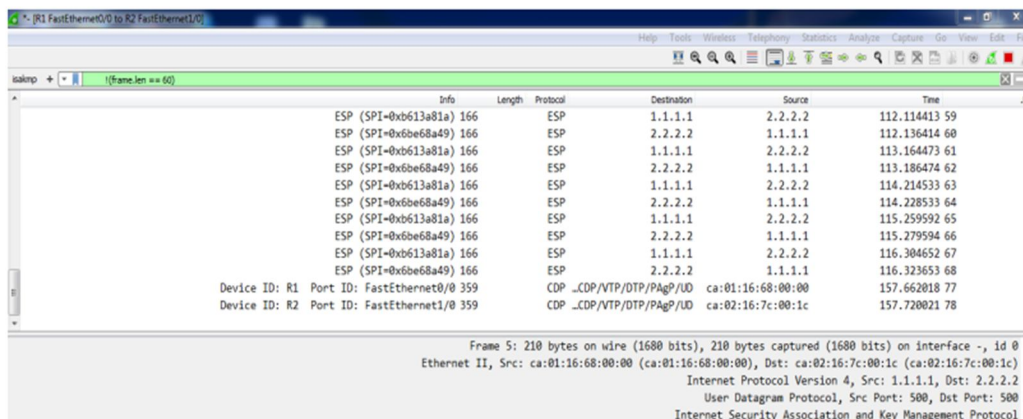 *- [R1 FastEthernet0/0 to R2 FastEthernet1/0]
Help Tools Wireless Telephony Statistics Analyze Capture Go View Edit
isakmp + !(frame.len == 60)
Info Length Protocol Destination Source Time
ESP (SPI=0xb613a81a) 166 ESP 1.1.1.1 2.2.2.2 112.114413 59
ESP (SPI=0x6be68a49) 166 ESP 2.2.2.2 1.1.1.1 112.136414 60
ESP (SPI=0xb613a81a) 166 ESP 1.1.1.1 2.2.2.2 113.164473 61
ESP (SPI=0x6be68a49) 166 ESP 2.2.2.2 1.1.1.1 113.186474 62
ESP (SPI=0xb613a81a) 166 ESP 1.1.1.1 2.2.2.2 114.214533 63
ESP (SPI=0x6be68a49) 166 ESP 2.2.2.2 1.1.1.1 114.228533 64
ESP (SPI=0xb613a81a) 166 ESP 1.1.1.1 2.2.2.2 115.259592 65
ESP (SPI=0x6be68a49) 166 ESP 2.2.2.2 1.1.1.1 115.279594 66
ESP (SPI=0xb613a81a) 166 ESP 1.1.1.1 2.2.2.2 116.304652 67
ESP (SPI=0x6be68a49) 166 ESP 2.2.2.2 1.1.1.1 116.323653 68
Device ID: R1 Port ID: FastEthernet0/0 359 CDP …CDP/VTP/DTP/PAgP/UD ca:01:16:68:00:00 157.662018 77
Device ID: R2 Port ID: FastEthernet1/0 359 CDP …CDP/VTP/DTP/PAgP/UD ca:02:16:7c:00:1c 157.720021 78
Frame 5: 210 bytes on wire (1680 bits), 210 bytes captured (1680 bits) on interface -, id 0
Ethernet II, Src: ca:01:16:68:00:00 (ca:01:16:68:00:00), Dst: ca:02:16:7c:00:1c (ca:02:16:7c:00:1c)
Internet Protocol Version 4, Src: 1.1.1.1, Dst: 2.2.2.2
User Datagram Protocol, Src Port: 500, Dst Port: 500
Internet Security Association and Key Management Protocol